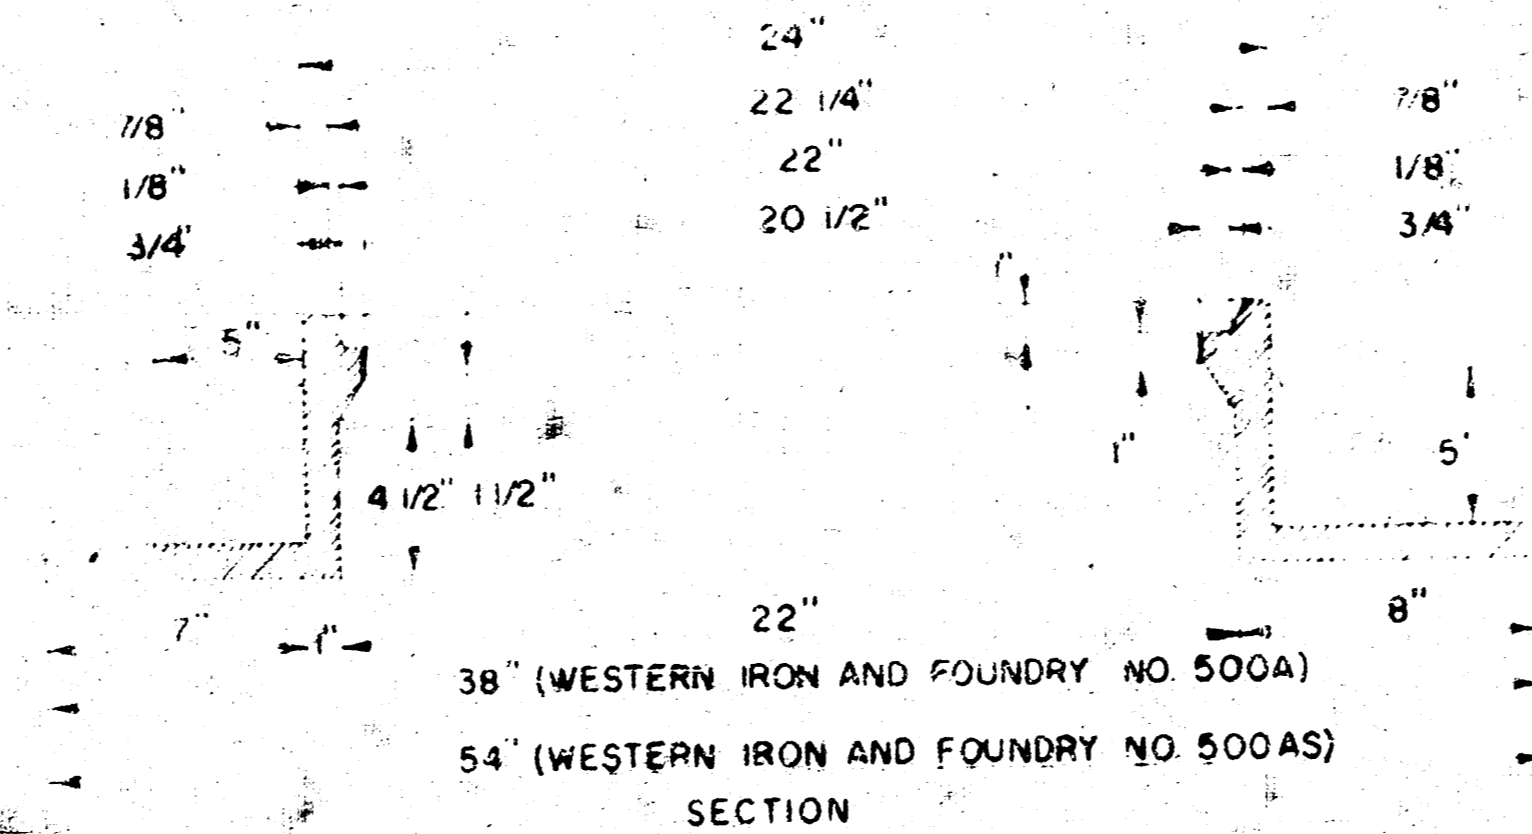 24"
22 1/4"
7/8" 7/8"
22"
1/8" 1/8"
20 1/2"
3/4" 3/4"
1"
5"
1" 5'
4 1/2" 1 1/2"
7" 1" 22" 8"
38" (WESTERN IRON AND FOUNDRY NO. 500A)
54" (WESTERN IRON AND FOUNDRY NO. 500AS)
SECTION